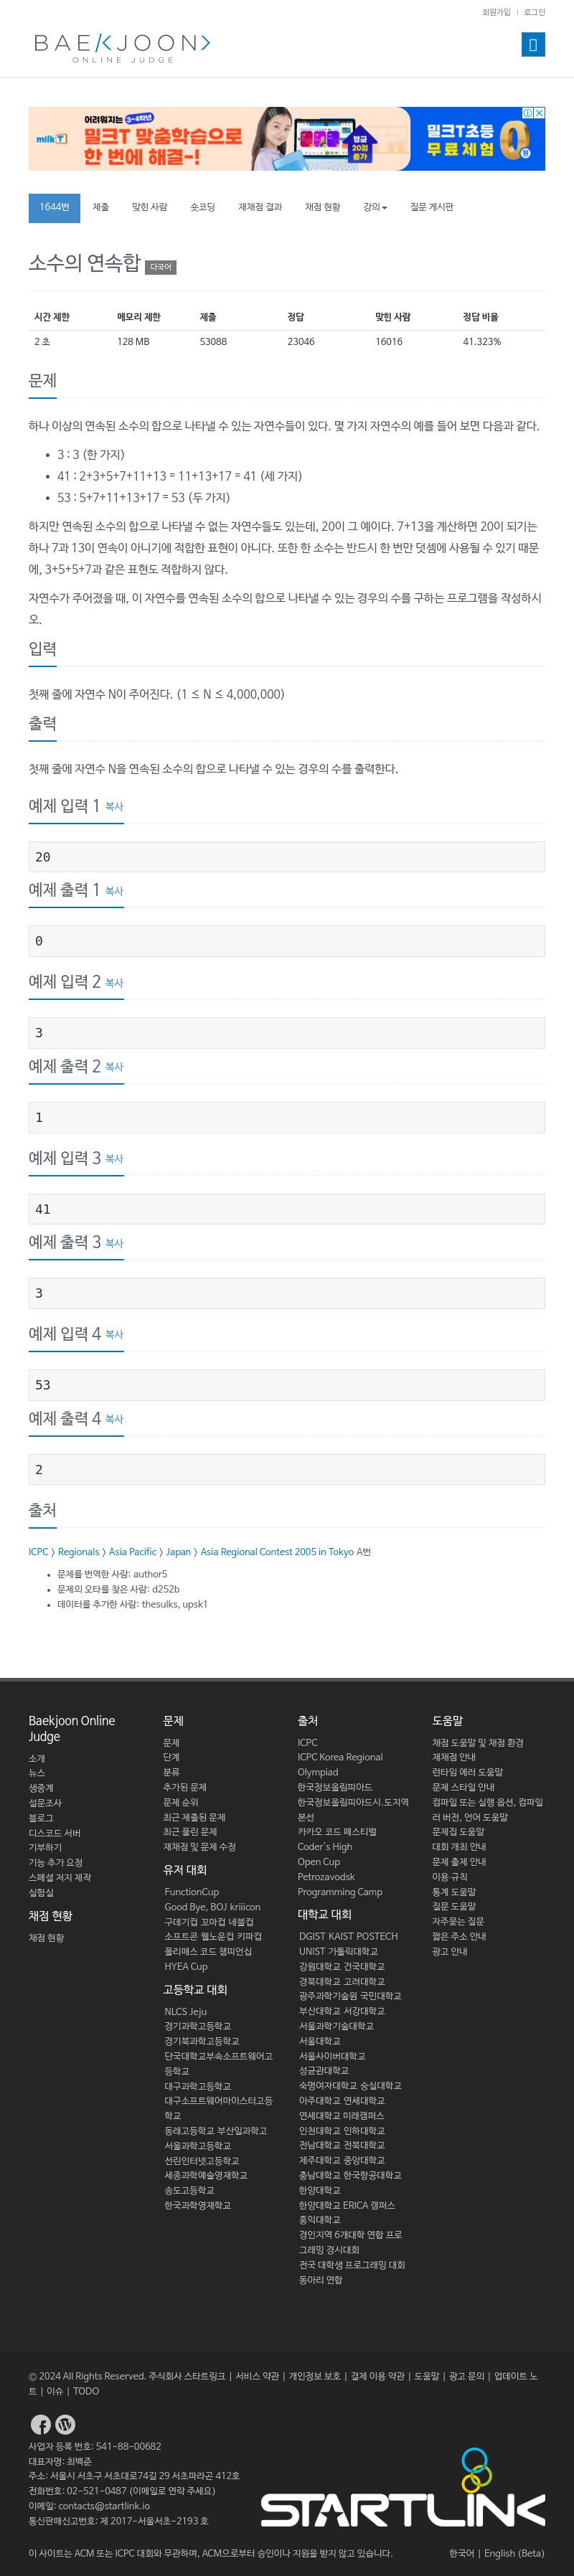 회원가입 | 로그인
BAEKJOON>
ONLINE JUDGE
어려워지는 3-4학년
milkT
밀크T 맞춤학습으로
한 번에 해결~!
평균
20점
증가
밀크T초등
무료체험
1644번 제출 맞힌 사람 숏코딩 재채점 결과 채점 현황 강의 질문 게시판
소수의 연속합 다국어
시간 제한 메모리 제한 제출 정답 맞힌 사람 정답 비율
2 초 128 MB 53088 23046 16016 41.323%
문제
하나 이상의 연속된 소수의 합으로 나타낼 수 있는 자연수들이 있다. 몇 가지 자연수의 예를 들어 보면 다음과 같다.
• 3 : 3 (한 가지)
• 41 : 2+3+5+7+11+13 = 11+13+17 = 41 (세 가지)
• 53 : 5+7+11+13+17 = 53 (두 가지)
하지만 연속된 소수의 합으로 나타낼 수 없는 자연수들도 있는데, 20이 그 예이다. 7+13을 계산하면 20이 되기는
하나 7과 13이 연속이 아니기에 적합한 표현이 아니다. 또한 한 소수는 반드시 한 번만 덧셈에 사용될 수 있기 때문
에, 3+5+5+7과 같은 표현도 적합하지 않다.
자연수가 주어졌을 때, 이 자연수를 연속된 소수의 합으로 나타낼 수 있는 경우의 수를 구하는 프로그램을 작성하시
오.
입력
첫째 줄에 자연수 N이 주어진다. (1 ≤ N ≤ 4,000,000)
출력
첫째 줄에 자연수 N을 연속된 소수의 합으로 나타낼 수 있는 경우의 수를 출력한다.
예제 입력 1 복사
20
예제 출력 1 복사
0
예제 입력 2 복사
3
예제 출력 2 복사
1
예제 입력 3 복사
41
예제 출력 3 복사
3
예제 입력 4 복사
53
예제 출력 4 복사
2
출처
ICPC > Regionals > Asia Pacific > Japan > Asia Regional Contest 2005 in Tokyo A번
• 문제를 번역한 사람: author5
• 문제의 오타를 찾은 사람: d252b
• 데이터를 추가한 사람: thesulks, upsk1
Baekjoon Online
Judge
소개
뉴스
생중계
설문조사
블로그
디스코드 서버
기부하기
기능 추가 요청
스페셜 저지 제작
실험실
채점 현황
채점 현황
문제
문제
단계
분류
추가된 문제
문제 순위
최근 제출된 문제
최근 풀린 문제
재채점 및 문제 수정
유저 대회
FunctionCup
Good Bye, BOJ kriiicon
구데기컵 꼬마컵 네블컵
소프트콘 웰노운컵 키파컵
폴리매스 코드 챔피언십
HYEA Cup
고등학교 대회
NLCS Jeju
경기과학고등학교
경기북과학고등학교
단국대학교부속소프트웨어고
등학교
대구과학고등학교
대구소프트웨어마이스터고등
학교
동래고등학교 부산일과학고
서울과학고등학교
선린인터넷고등학교
세종과학예술영재학교
송도고등학교
한국과학영재학교
출처
ICPC
ICPC Korea Regional
Olympiad
한국정보올림피아드
한국정보올림피아드시.도지역
본선
카카오 코드 페스티벌
Coder's High
Open Cup
Petrozavodsk
Programming Camp
대학교 대회
DGIST KAIST POSTECH
UNIST 가톨릭대학교
강원대학교 건국대학교
경북대학교 고려대학교
광주과학기술원 국민대학교
부산대학교 서강대학교
서울과학기술대학교
서울대학교
서울사이버대학교
성균관대학교
숙명여자대학교 숭실대학교
아주대학교 연세대학교
연세대학교 미래캠퍼스
인천대학교 인하대학교
전남대학교 전북대학교
제주대학교 중앙대학교
충남대학교 한국항공대학교
한양대학교
한양대학교 ERICA 캠퍼스
홍익대학교
경인지역 6개대학 연합 프로
그래밍 경시대회
전국 대학생 프로그래밍 대회
동아리 연합
도움말
채점 도움말 및 채점 환경
재채점 안내
런타임 에러 도움말
문제 스타일 안내
컴파일 또는 실행 옵션, 컴파일
러 버전, 언어 도움말
문제집 도움말
대회 개최 안내
문제 출제 안내
이용 규칙
통계 도움말
질문 도움말
자주묻는 질문
짧은 주소 안내
광고 안내
© 2024 All Rights Reserved. 주식회사 스타트링크 | 서비스 약관 | 개인정보 보호 | 결제 이용 약관 | 도움말 | 광고 문의 | 업데이트 노
트 | 이슈 | TODO
사업자 등록 번호: 541-88-00682
대표자명: 최백준
주소: 서울시 서초구 서초대로74길 29 서초파라곤 412호
전화번호: 02-521-0487 (이메일로 연락 주세요)
이메일: contacts@startlink.io
통신판매신고번호: 제 2017-서울서초-2193 호
STARTLINK
이 사이트는 ACM 또는 ICPC 대회와 무관하며, ACM으로부터 승인이나 지원을 받지 않고 있습니다.
한국어 | English (Beta)